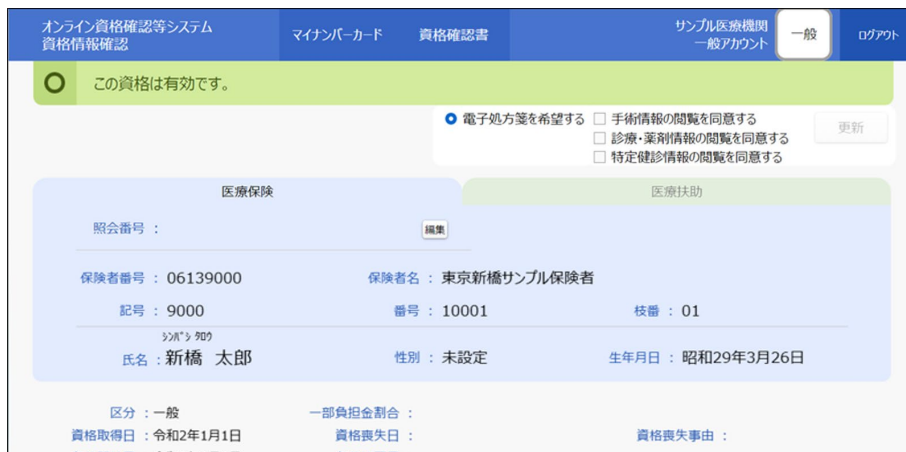 オンライン資格確認等システム
資格情報確認
マイナンバーカード 資格確認書
サンプル医療機関
一般アカウント
一般
ログアウト
この資格は有効です。
電子処方箋を希望する
手術情報の閲覧を同意する
診療・薬剤情報の閲覧を同意する
特定健診情報の閲覧を同意する
更新
医療保険 医療扶助
照会番号 : 編集
保険者番号 : 06139000 保険者名 : 東京新橋サンプル保険者
記号 : 9000 番号 : 10001 枝番 : 01
シンバシ タロウ
氏名 : 新橋 太郎 性別 : 未設定 生年月日 : 昭和29年3月26日
区分 : 一般 一部負担金割合 :
資格取得日 : 令和2年1月1日 資格喪失日 : 資格喪失事由 :